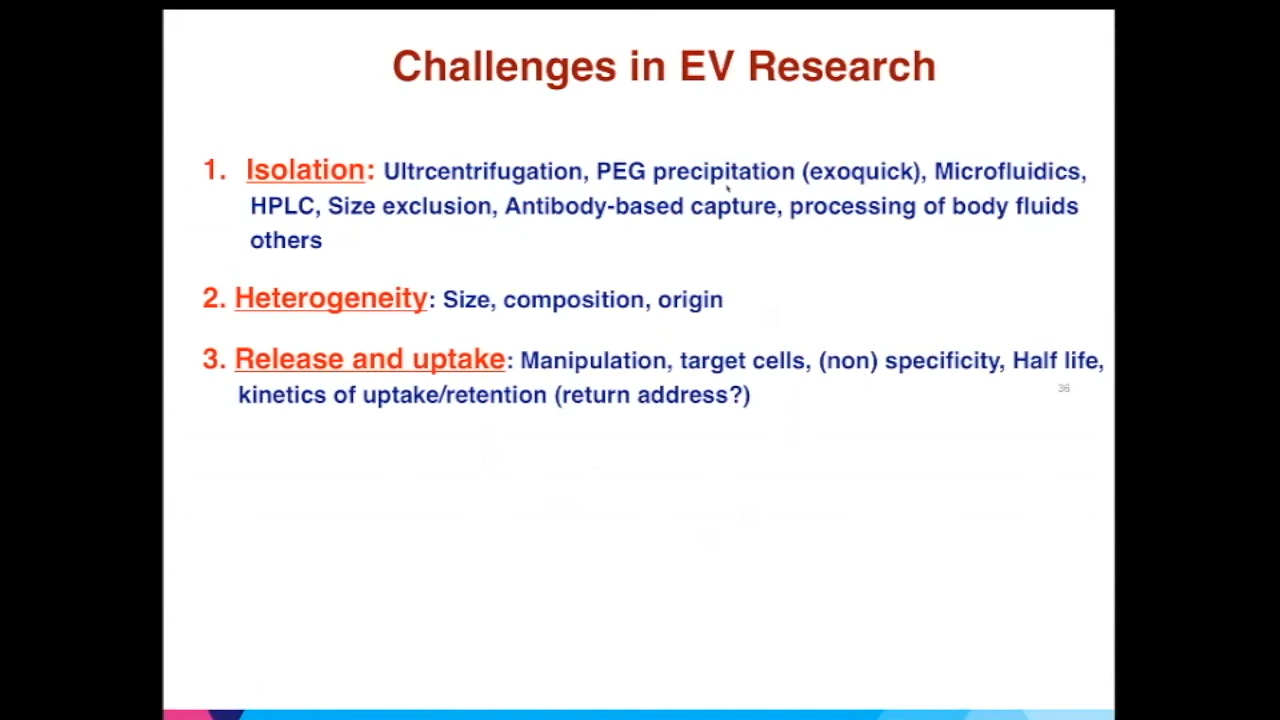 Challenges in EV Research
1. Isolation: Ultrcentrifugation, PEG precipitation (exoquick), Microfluidics,
HPLC, Size exclusion, Antibody-based capture, processing of body fluids
others
2. Heterogeneity: Size, composition, origin
3. Release and uptake: Manipulation, target cells, (non) specificity, Half life,
kinetics of uptake/retention (return address?)
36